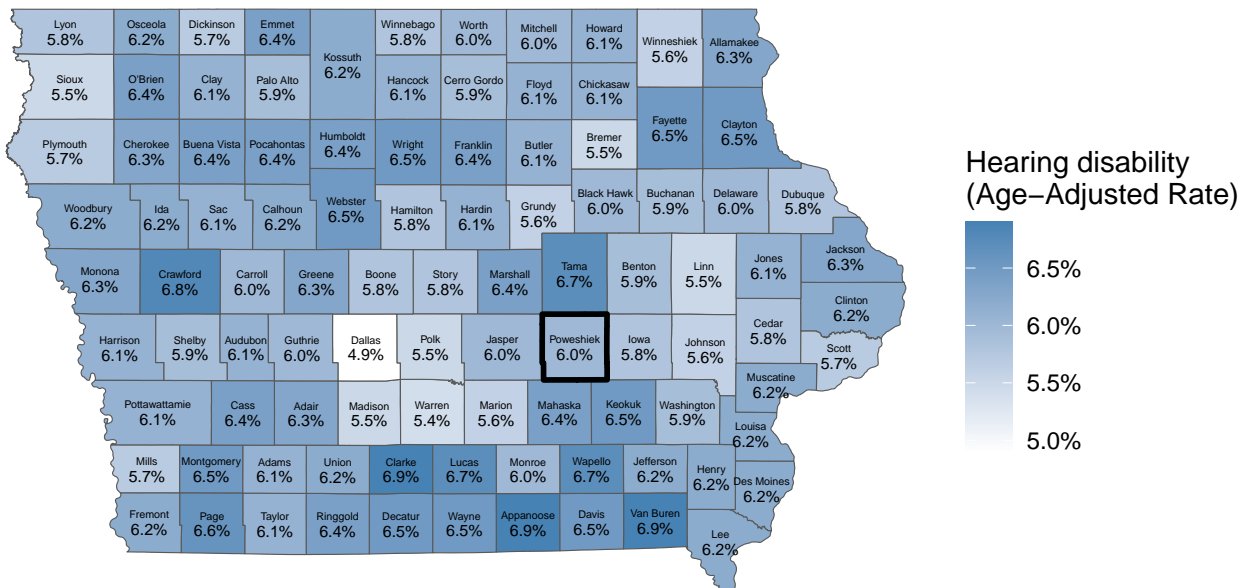 Lyon
5.8%
Osceola
6.2%
Dickinson
5.7%
Emmet
6.4%
Kossuth
6.2%
Winnebago
5.8%
Worth
6.0%
Mitchell
6.0%
Howard
6.1%
Winneshiek
5.6%
Allamakee
6.3%
Sioux
5.5%
O'Brien
6.4%
Clay
6.1%
Palo Alto
5.9%
Hancock
6.1%
Cerro Gordo
5.9%
Floyd
6.1%
Chickasaw
6.1%
Fayette
6.5%
Clayton
6.5%
Plymouth
5.7%
Cherokee
6.3%
Buena Vista
6.4%
Pocahontas
6.4%
Humboldt
6.4%
Wright
6.5%
Franklin
6.4%
Butler
6.1%
Bremer
5.5%
Woodbury
6.2%
Ida
6.2%
Sac
6.1%
Calhoun
6.2%
Webster
6.5%
Hamilton
5.8%
Hardin
6.1%
Grundy
5.6%
Black Hawk
6.0%
Buchanan
5.9%
Delaware
6.0%
Dubuque
5.8%
Monona
6.3%
Crawford
6.8%
Carroll
6.0%
Greene
6.3%
Boone
5.8%
Story
5.8%
Marshall
6.4%
Tama
6.7%
Benton
5.9%
Linn
5.5%
Jones
6.1%
Jackson
6.3%
Clinton
6.2%
Harrison
6.1%
Shelby
5.9%
Audubon
6.1%
Guthrie
6.0%
Dallas
4.9%
Polk
5.5%
Jasper
6.0%
Poweshiek
6.0%
Iowa
5.8%
Johnson
5.6%
Cedar
5.8%
Scott
5.7%
Muscatine
6.2%
Pottawattamie
6.1%
Cass
6.4%
Adair
6.3%
Madison
5.5%
Warren
5.4%
Marion
5.6%
Mahaska
6.4%
Keokuk
6.5%
Washington
5.9%
Louisa
6.2%
Mills
5.7%
Montgomery
6.5%
Adams
6.1%
Union
6.2%
Clarke
6.9%
Lucas
6.7%
Monroe
6.0%
Wapello
6.7%
Jefferson
6.2%
Henry
6.2%
Des Moines
6.2%
Fremont
6.2%
Page
6.6%
Taylor
6.1%
Ringgold
6.4%
Decatur
6.5%
Wayne
6.5%
Appanoose
6.9%
Davis
6.5%
Van Buren
6.9%
Lee
6.2%
Hearing disability
(Age−Adjusted Rate)
6.5%
6.0%
5.5%
5.0%